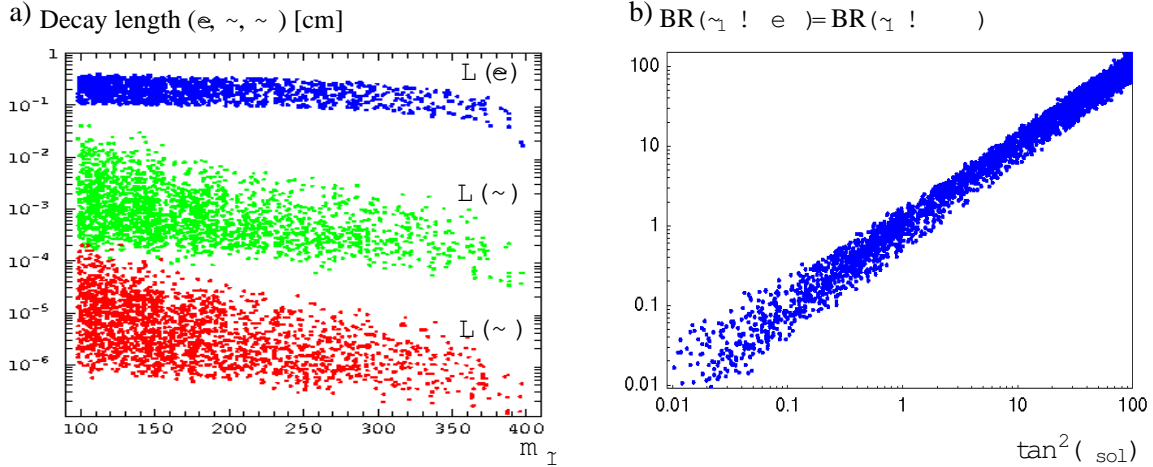 a) Decay length (e, ~, ~ ) [cm]
1
10⁻¹
10⁻²
10⁻³
10⁻⁴
10⁻⁵
10⁻⁶
L (e)
L (~)
L (~)
100 150 200 250 300 350 400
m
b) BR (~1 ! e )= BR (~1 ! )
100
10
1
0.1
0.01
0.01 0.1 1 10 100
tan²( sol)